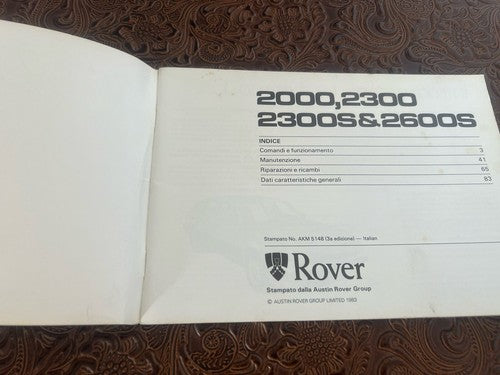 2000,2300
2300S&2600S
INDICE
Comandi e funzionamento 3
Manutenzione 41
Riparazioni e ricambi 65
Dati caratteristiche generali 83
Stampato No. AKM 5148 (3a edizione) — Italian
Rover
Stampato dalla Austin Rover Group
© AUSTIN ROVER GROUP LIMITED 1983